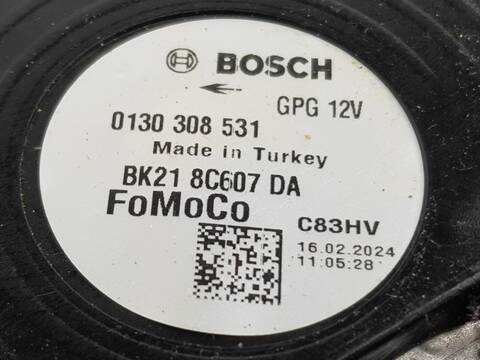 BOSCH
GPG 12V
0130 308 531
Made in Turkey
BK21 8C607 DA
FoMoCo
C83HV
16.02.2024
11:05:28